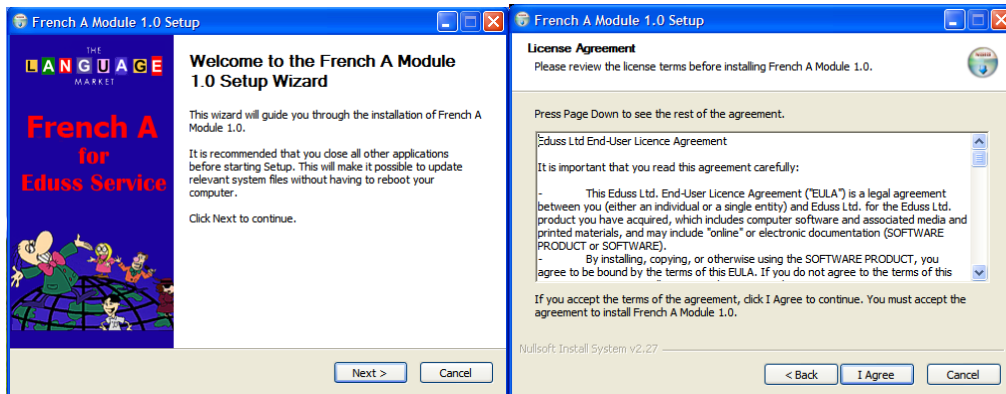 French A Module 1.0 Setup
THE
LANGUAGE
MARKET
French A
for
Eduss Service
Welcome to the French A Module
1.0 Setup Wizard
This wizard will guide you through the installation of French A
Module 1.0.
It is recommended that you close all other applications
before starting Setup. This will make it possible to update
relevant system files without having to reboot your
computer.
Click Next to continue.
Next >
Cancel
French A Module 1.0 Setup
License Agreement
Please review the license terms before installing French A Module 1.0.
Press Page Down to see the rest of the agreement.
Eduss Ltd End-User Licence Agreement
It is important that you read this agreement carefully:
- This Eduss Ltd. End-User Licence Agreement ("EULA") is a legal agreement
between you (either an individual or a single entity) and Eduss Ltd. for the Eduss Ltd.
product you have acquired, which includes computer software and associated media and
printed materials, and may include "online" or electronic documentation (SOFTWARE
PRODUCT or SOFTWARE).
- By installing, copying, or otherwise using the SOFTWARE PRODUCT, you
agree to be bound by the terms of this EULA. If you do not agree to the terms of this
If you accept the terms of the agreement, click I Agree to continue. You must accept the
agreement to install French A Module 1.0.
Nullsoft Install System v2.27
< Back
I Agree
Cancel